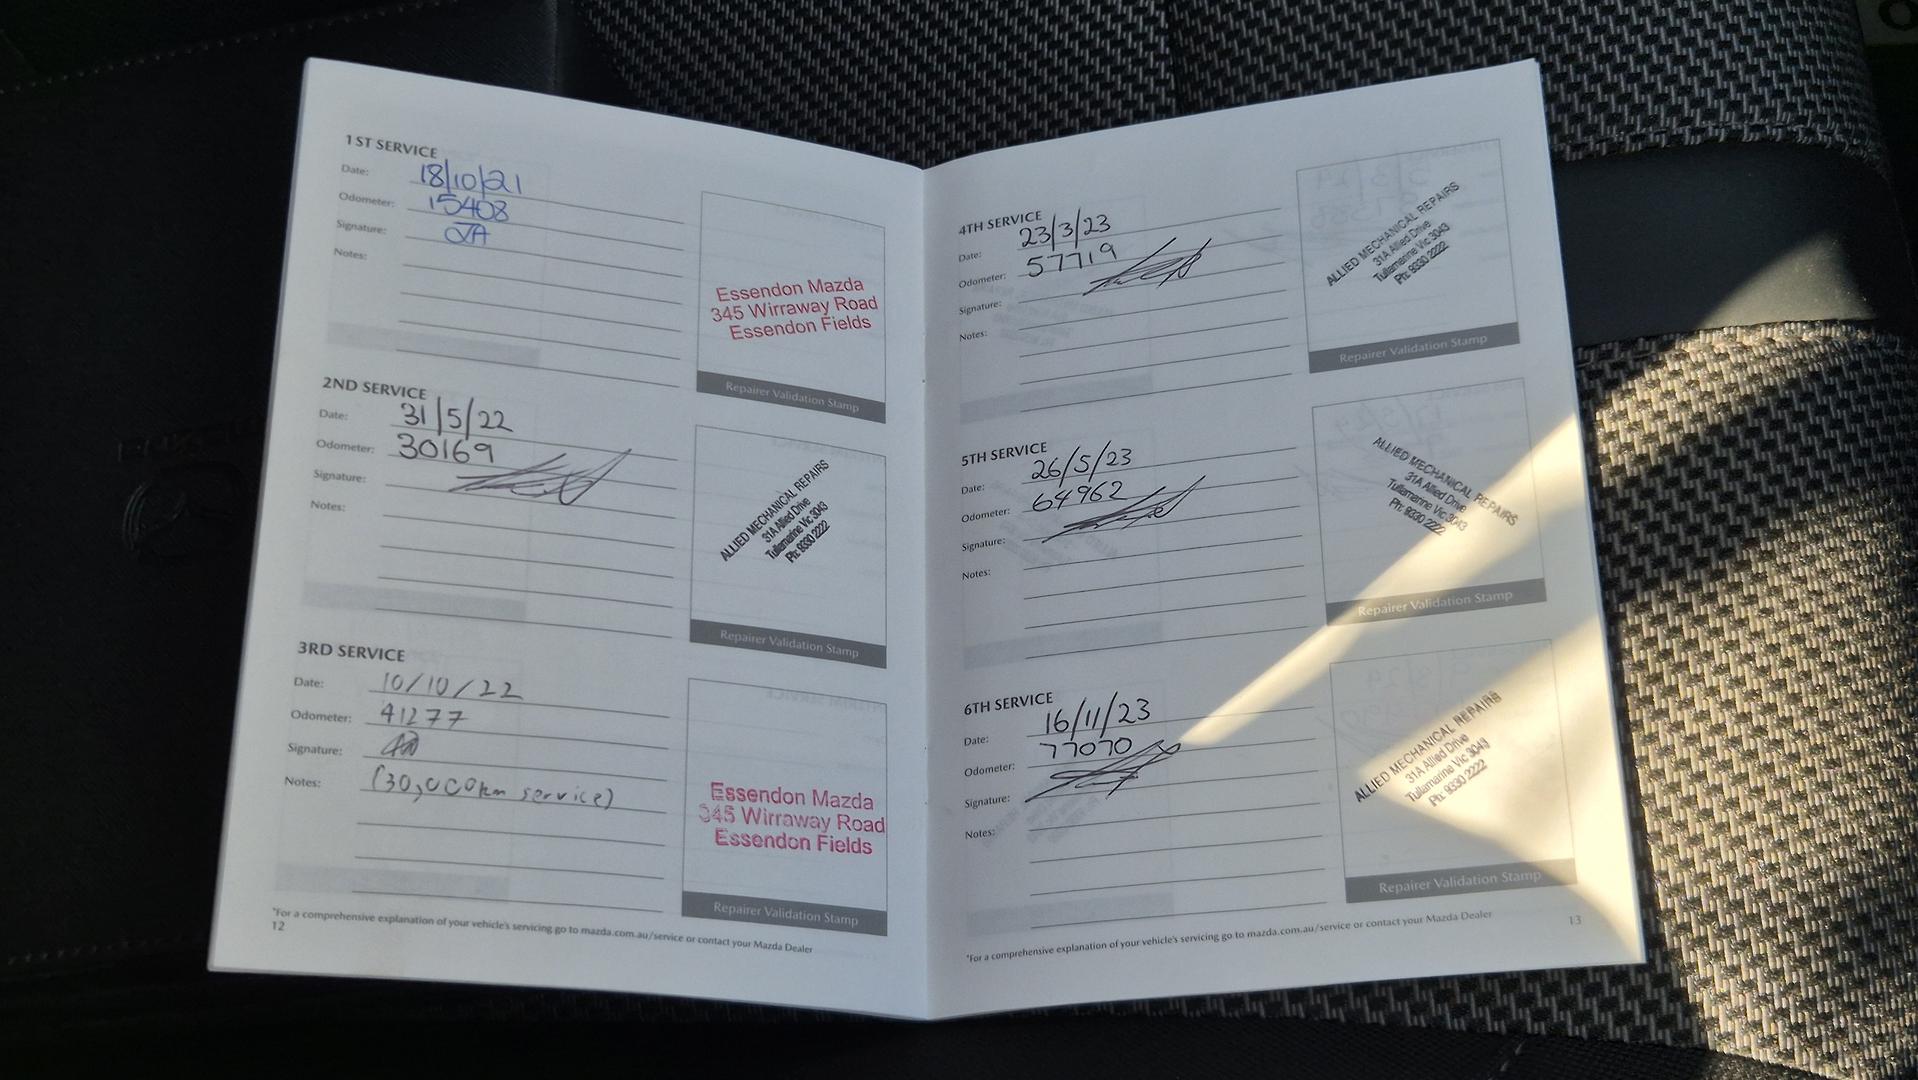 1ST SERVICE
Date: 18/10/21
Odometer: 15408
Signature:
Notes:
Essendon Mazda
345 Wirraway Road
Essendon Fields
Repairer Validation Stamp
2ND SERVICE
Date: 31/5/22
Odometer: 30169
Signature:
Notes:
ALLIED MECHANICAL REPAIRS
31A Allied Drive
Tullamarine Vic 3043
Ph: 9330 2222
Repairer Validation Stamp
3RD SERVICE
Date: 10/10/22
Odometer: 41277
Signature:
Notes: (30,000km service)
Essendon Mazda
345 Wirraway Road
Essendon Fields
Repairer Validation Stamp
*For a comprehensive explanation of your vehicle's servicing go to mazda.com.au/service or contact your Mazda Dealer
12
4TH SERVICE
Date: 23/3/23
Odometer: 57719
Signature:
Notes:
ALLIED MECHANICAL REPAIRS
31A Allied Drive
Tullamarine Vic 3043
Ph: 9330 2222
Repairer Validation Stamp
5TH SERVICE
Date: 26/5/23
Odometer: 64962
Signature:
Notes:
ALLIED MECHANICAL REPAIRS
31A Allied Drive
Tullamarine Vic 3043
Ph: 9330 2222
Repairer Validation Stamp
6TH SERVICE
Date: 16/11/23
Odometer: 77070
Signature:
Notes:
ALLIED MECHANICAL REPAIRS
31A Allied Drive
Tullamarine Vic 3043
Ph: 9330 2222
Repairer Validation Stamp
*For a comprehensive explanation of your vehicle's servicing go to mazda.com.au/service or contact your Mazda Dealer
13